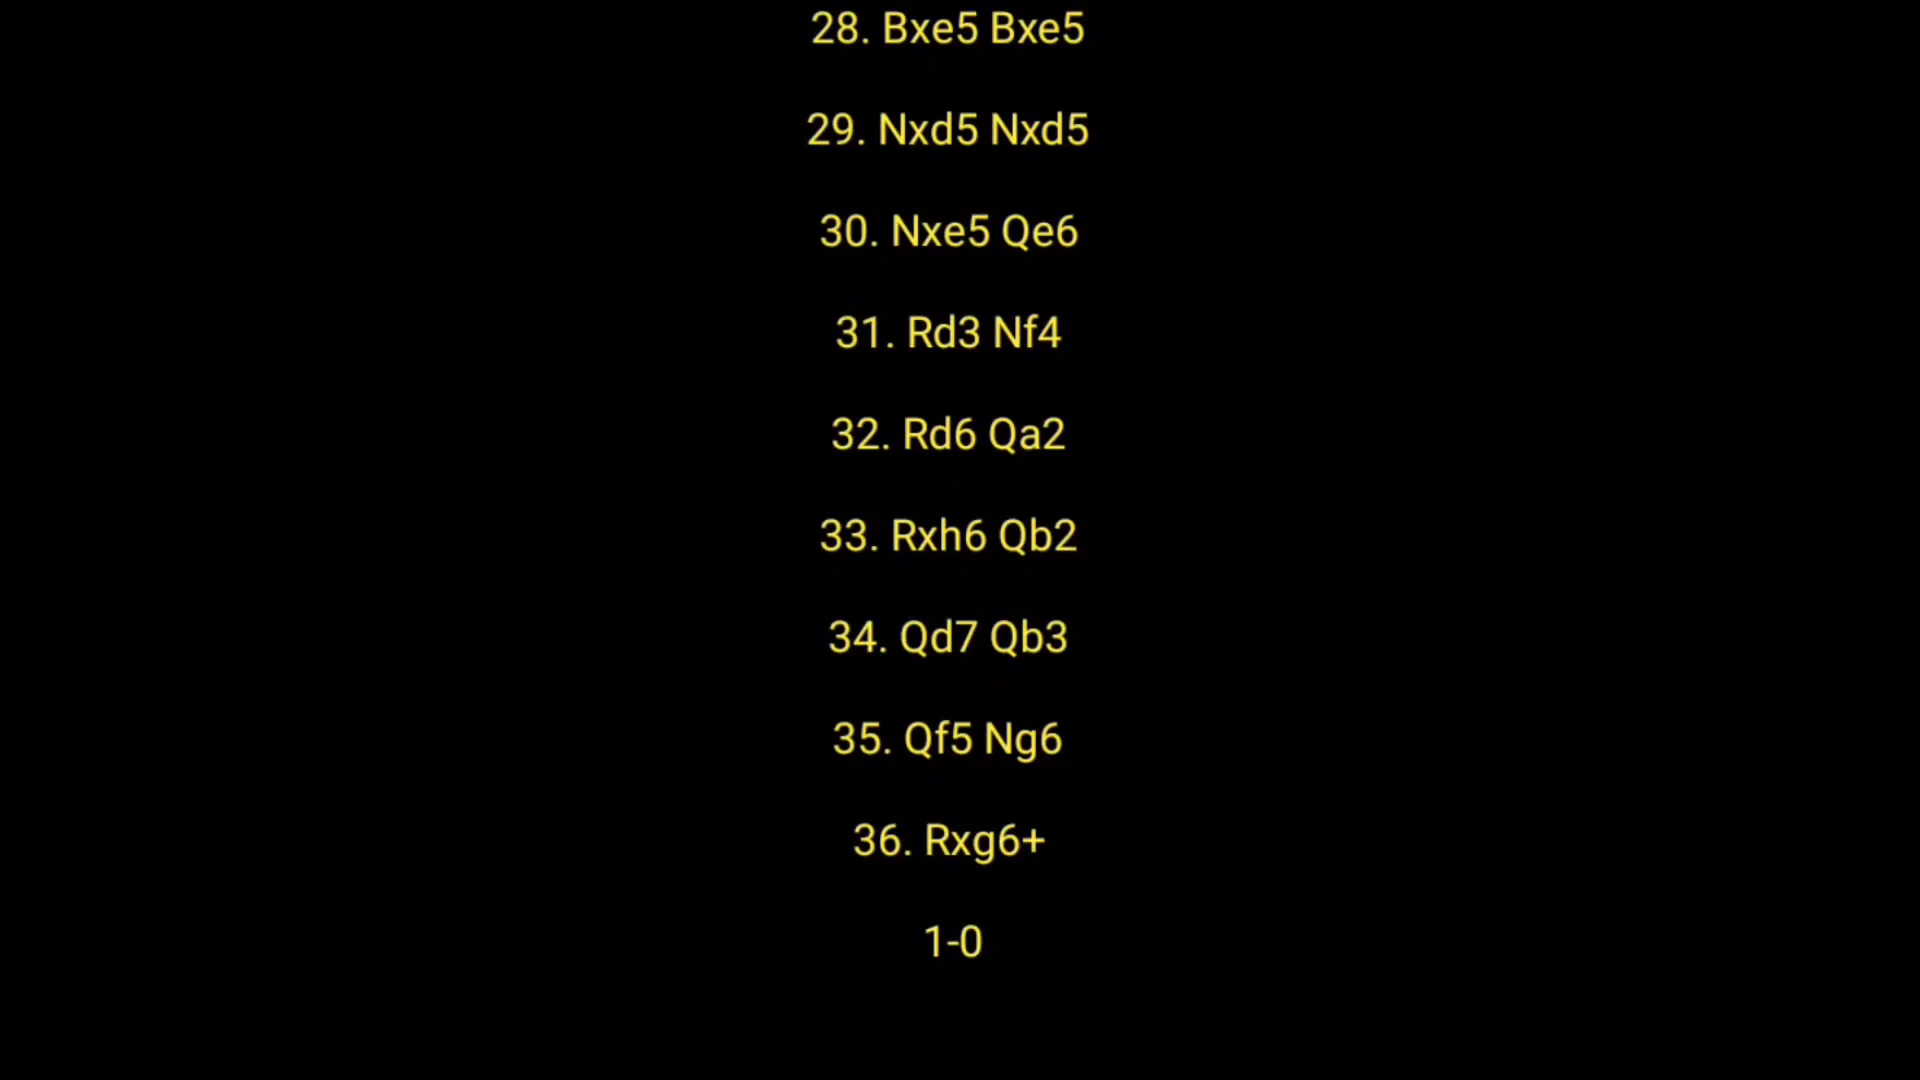 28. Bxe5 Bxe5
29. Nxd5 Nxd5
30. Nxe5 Qe6
31. Rd3 Nf4
32. Rd6 Qa2
33. Rxh6 Qb2
34. Qd7 Qb3
35. Qf5 Ng6
36. Rxg6+
1-0